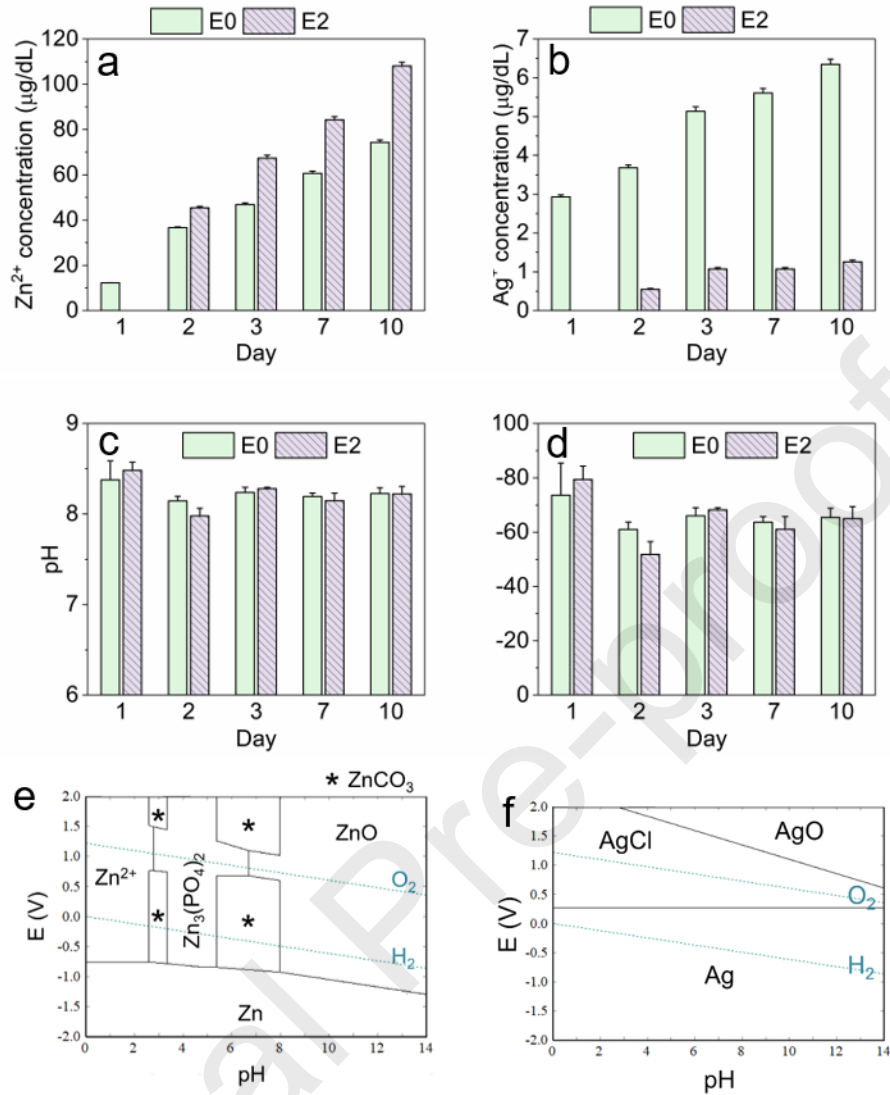 E0 E2
a
Zn²⁺ concentration (µg/dL)
120
100
80
60
40
20
0
1 2 3 7 10
Day
E0 E2
b
Ag⁺ concentration (µg/dL)
7
6
5
4
3
2
1
0
1 2 3 7 10
Day
c
E0 E2
pH
9
8
7
6
1 2 3 7 10
Day
d
E0 E2
-100
-80
-60
-40
-20
0
1 2 3 7 10
Day
* ZnCO₃
e
E (V)
2.0
1.5
1.0
0.5
0.0
-0.5
-1.0
-1.5
-2.0
* *
ZnO
Zn²⁺
Zn₃(PO₄)₂
O₂
* *
H₂
Zn
0 2 4 6 8 10 12 14
pH
f
E (V)
2.0
1.5
1.0
0.5
0.0
-0.5
-1.0
-1.5
-2.0
AgCl
AgO
O₂
H₂
Ag
0 2 4 6 8 10 12 14
pH
al Pre-proof